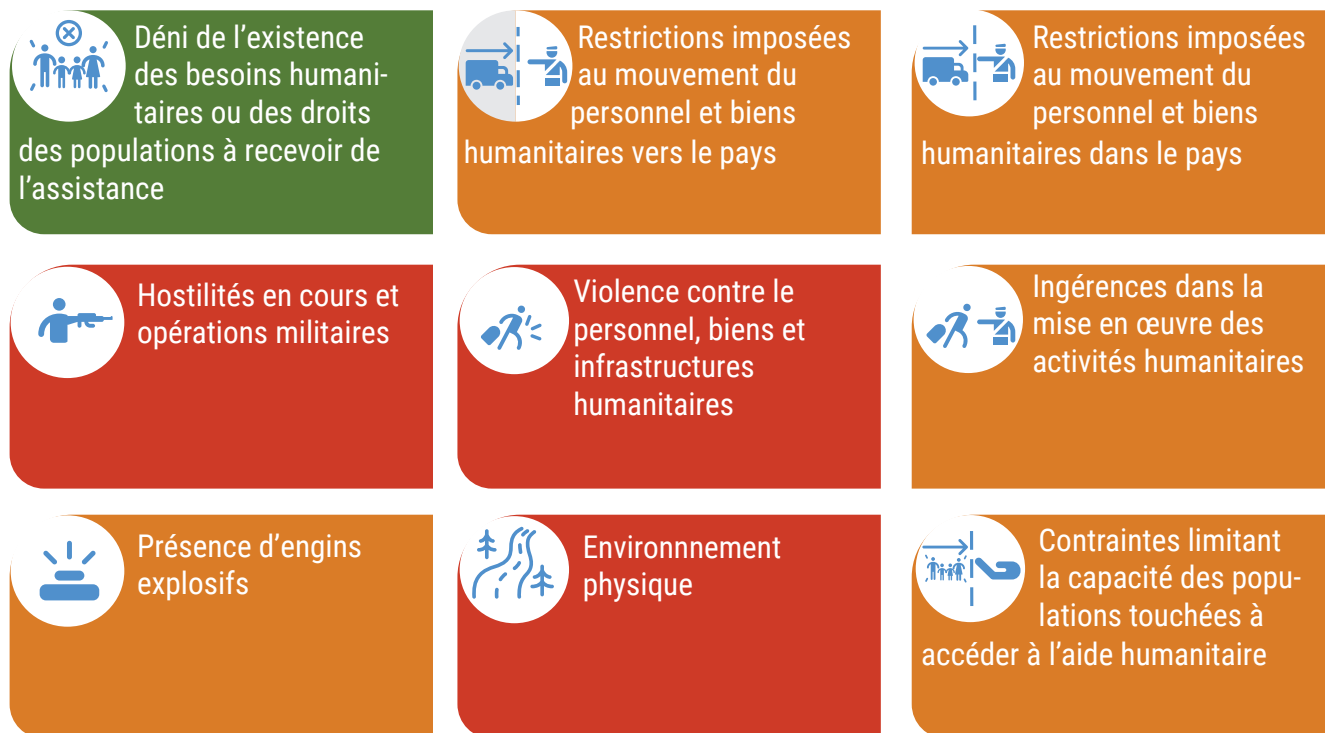 Déni de l’existence
des besoins humani-
taires ou des droits
des populations à recevoir de
l’assistance
Restrictions imposées
au mouvement du
personnel et biens
humanitaires vers le pays
Restrictions imposées
au mouvement du
personnel et biens
humanitaires dans le pays
Hostilités en cours et
opérations militaires
Violence contre le
personnel, biens et
infrastructures
humanitaires
Ingérences dans la
mise en œuvre des
activités humanitaires
Présence d’engins
explosifs
Environnnement
physique
Contraintes limitant
la capacité des popu-
lations touchées à
accéder à l’aide humanitaire